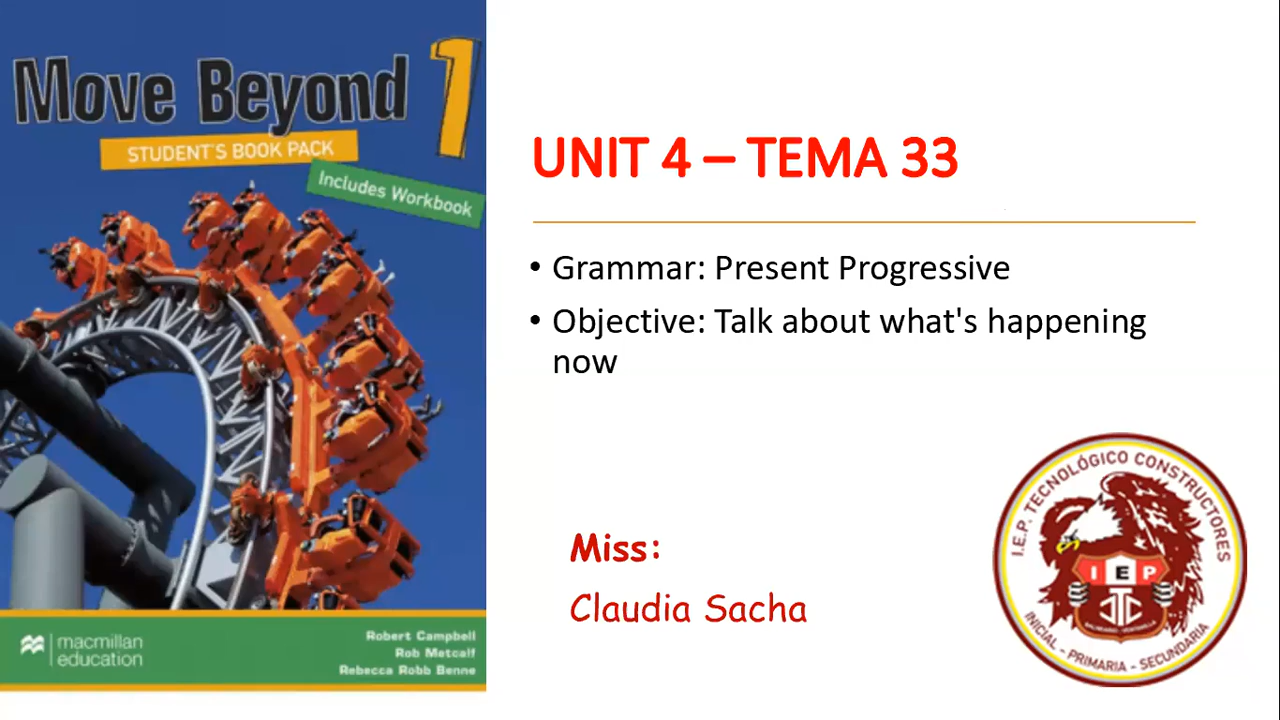 Move Beyond 1
STUDENT'S BOOK PACK
Includes Workbook
macmillan
education
Robert Campbell
Rob Metcalf
Rebecca Robb Benne
UNIT 4 – TEMA 33
• Grammar: Present Progressive
• Objective: Talk about what's happening
now
Miss:
Claudia Sacha
I.E.P. TECNOLÓGICO CONSTRUCTORES
I E P
INICIAL - PRIMARIA - SECUNDARIA